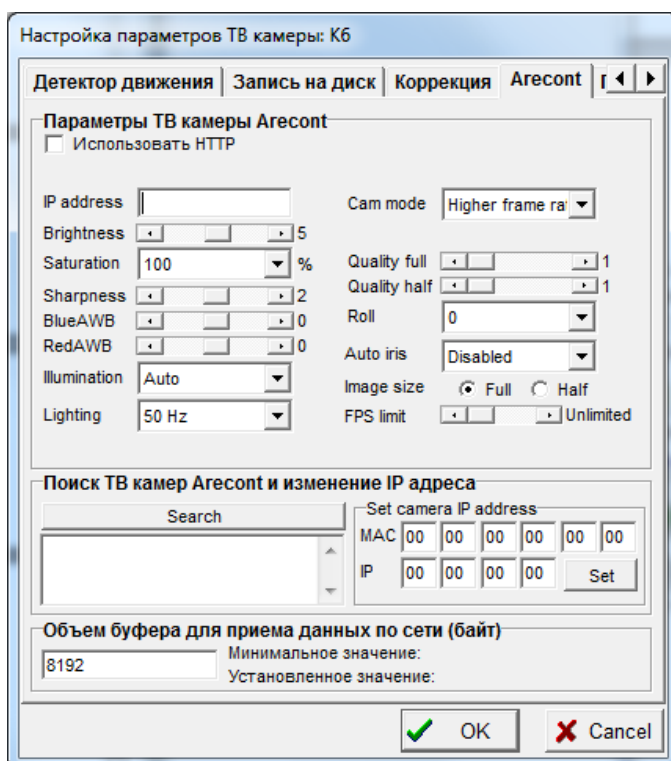 Настройка параметров ТВ камеры: К6
Детектор движения Запись на диск Коррекция Arecont
Параметры ТВ камеры Arecont
Использовать HTTP
IP address
Cam mode Higher frame ra
Brightness 5
Saturation 100 %
Quality full 1
Sharpness 2
Quality half 1
BlueAWB 0
Roll 0
RedAWB 0
Auto iris Disabled
Illumination Auto
Image size Full Half
Lighting 50 Hz
FPS limit Unlimited
Поиск ТВ камер Arecont и изменение IP адреса
Search
Set camera IP address
MAC 00 00 00 00 00 00
IP 00 00 00 00 Set
Объем буфера для приема данных по сети (байт)
8192
Минимальное значение:
Установленное значение:
OK Cancel